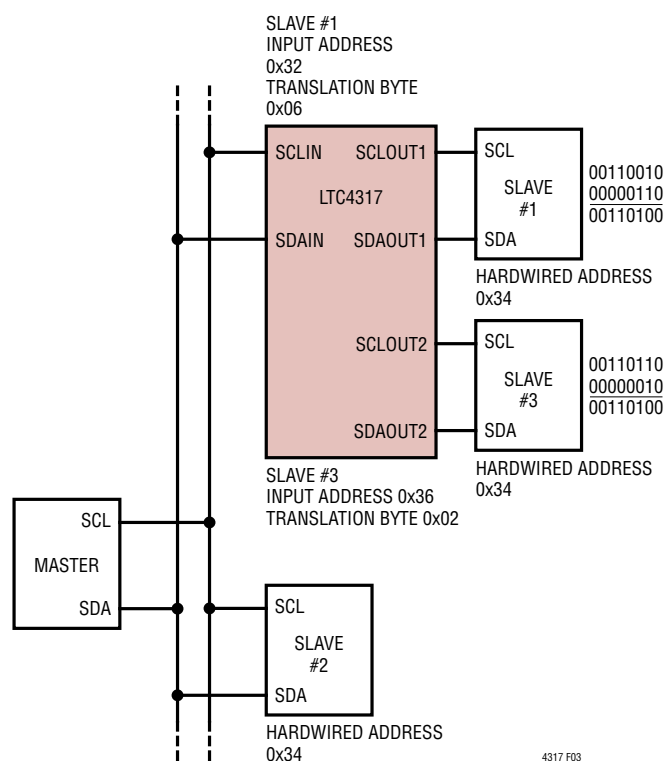 SLAVE #1
INPUT ADDRESS
0x32
TRANSLATION BYTE
0x06
SCLIN
SCLOUT1
LTC4317
SDAIN
SDAOUT1
SCLOUT2
SDAOUT2
SCL
SLAVE
#1
SDA
00110010
00000110
00110100
HARDWIRED ADDRESS
0x34
SCL
SLAVE
#3
SDA
00110110
00000010
00110100
HARDWIRED ADDRESS
0x34
SLAVE #3
INPUT ADDRESS 0x36
TRANSLATION BYTE 0x02
SCL
MASTER
SDA
SCL
SLAVE
#2
SDA
HARDWIRED ADDRESS
0x34
4317 F03